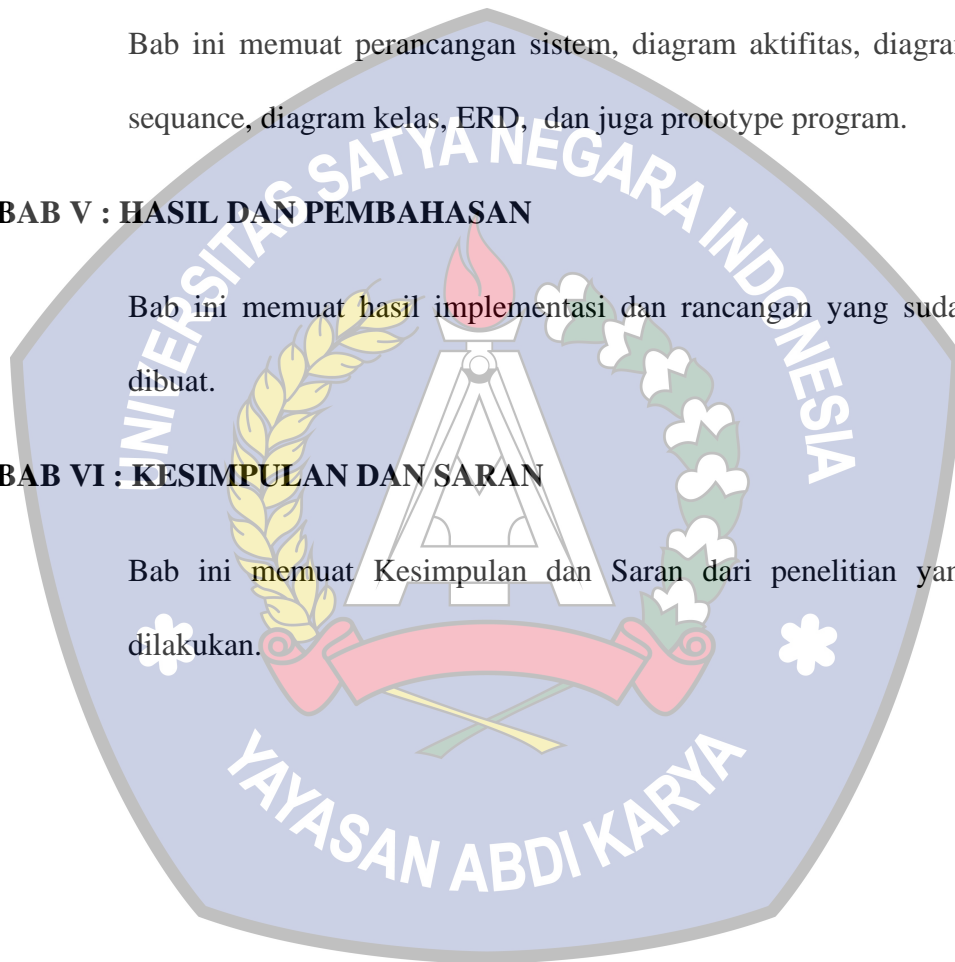 Bab ini memuat perancangan sistem, diagram aktifitas, diagram
sequance, diagram kelas, ERD, dan juga prototype program.
BAB V : HASIL DAN PEMBAHASAN
Bab ini memuat hasil implementasi dan rancangan yang suda
dibuat.
BAB VI : KESIMPULAN DAN SARAN
Bab ini memuat Kesimpulan dan Saran dari penelitian yan
dilakukan.
UNIVERSITAS SATYA NEGARA INDONESIA
YAYASAN ABDI KARYA